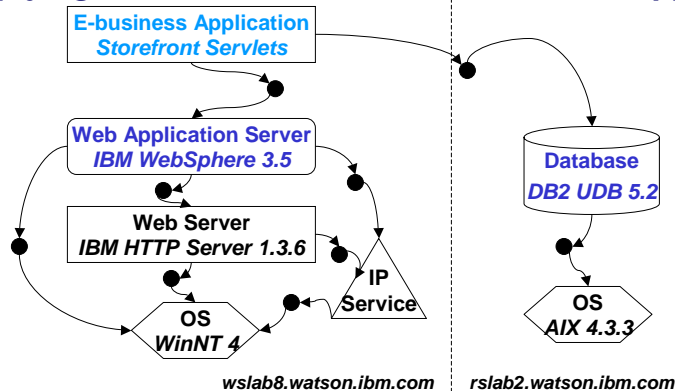 E-business Application
Storefront Servlets
Web Application Server
IBM WebSphere 3.5
Database
DB2 UDB 5.2
Web Server
IBM HTTP Server 1.3.6
IP
Service
OS
WinNT 4
OS
AIX 4.3.3
wslab8.watson.ibm.com
rslab2.watson.ibm.com